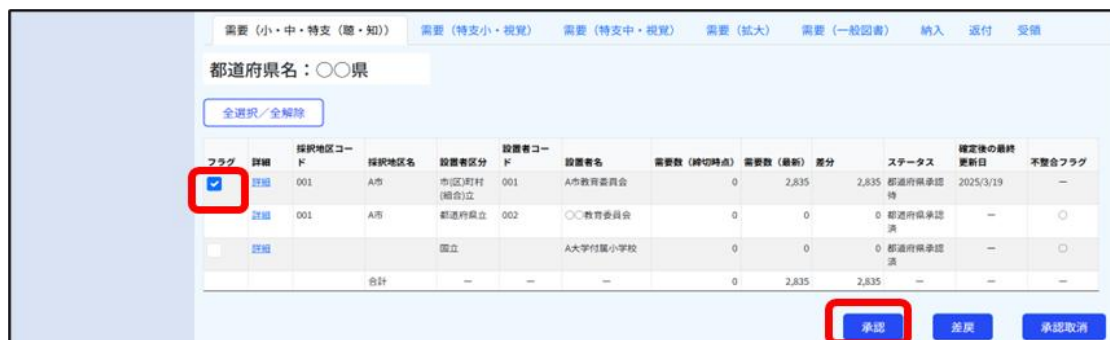 需要（小・中・特支（聴・知）） 需要（特支小・視覚） 需要（特支中・視覚） 需要（拡大） 需要（一般図書） 納入 返付 受領
都道府県名：〇〇県
全選択／全解除
フラグ 詳細 採択地区コード 採択地区名 設置者区分 設置者コード 設置者名 需要数（締切時点） 需要数（最新） 差分 ステータス 確定後の最終更新日 不整合フラグ
詳細 001 A市 市(区)町村(組合)立 001 A市教育委員会 0 2,835 2,835 都道府県承認待 2025/3/19 －
詳細 001 A市 都道府県立 002 〇〇教育委員会 0 0 0 都道府県承認済 － 〇
詳細 国立 A大学付属小学校 0 0 0 都道府県承認済 － 〇
合計 － － － 0 2,835 2,835 － － －
承認 差戻 承認取消